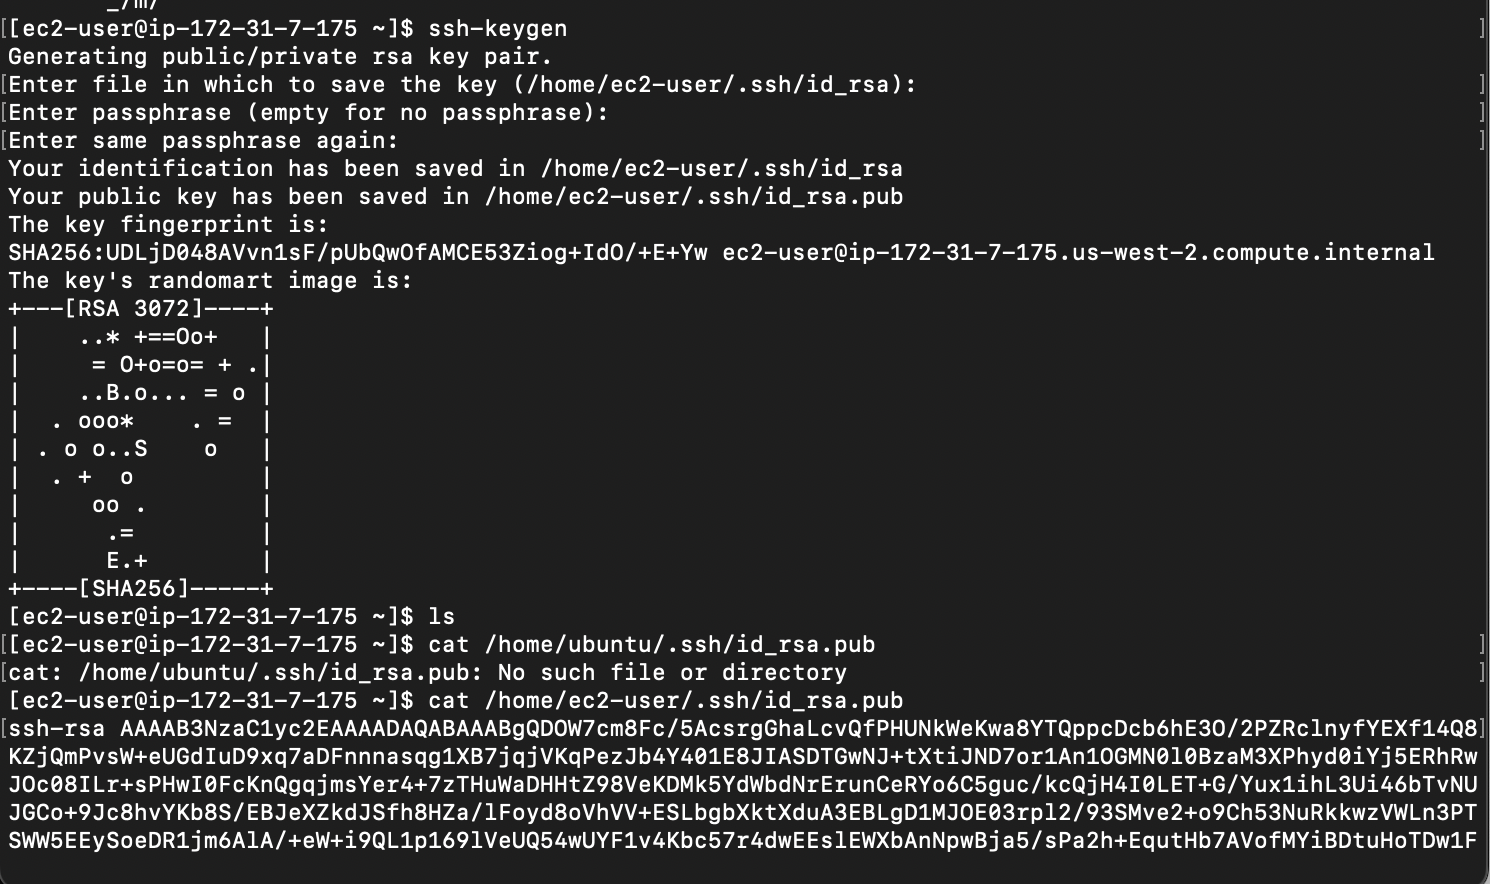 _/m/
[[ec2-user@ip-172-31-7-175 ~]$ ssh-keygen ]
Generating public/private rsa key pair.
[Enter file in which to save the key (/home/ec2-user/.ssh/id_rsa): ]
[Enter passphrase (empty for no passphrase): ]
[Enter same passphrase again: ]
Your identification has been saved in /home/ec2-user/.ssh/id_rsa
Your public key has been saved in /home/ec2-user/.ssh/id_rsa.pub
The key fingerprint is:
SHA256:UDLjD048AVvn1sF/pUbQwOfAMCE53Ziog+IdO/+E+Yw ec2-user@ip-172-31-7-175.us-west-2.compute.internal
The key's randomart image is:
+---[RSA 3072]----+
|    ..* +==Oo+   |
|     = O+o=o= + .|
|    ..B.o... = o |
|  . ooo*    . =  |
| . o o..S    o   |
|  . +  o         |
|     oo .        |
|      .=         |
|      E.+        |
+----[SHA256]-----+
[ec2-user@ip-172-31-7-175 ~]$ ls
[[ec2-user@ip-172-31-7-175 ~]$ cat /home/ubuntu/.ssh/id_rsa.pub ]
[cat: /home/ubuntu/.ssh/id_rsa.pub: No such file or directory ]
[ec2-user@ip-172-31-7-175 ~]$ cat /home/ec2-user/.ssh/id_rsa.pub
[ssh-rsa AAAAB3NzaC1yc2EAAAADAQABAAABgQDOW7cm8Fc/5AcsrgGhaLcvQfPHUNkWeKwa8YTQppcDcb6hE3O/2PZRclnyfYEXf14Q8]
KZjQmPvsW+eUGdIuD9xq7aDFnnnasqg1XB7jqjVKqPezJb4Y401E8JIASDTGwNJ+tXtiJND7or1An1OGMN0l0BzaM3XPhyd0iYj5ERhRw
JOc08ILr+sPHwI0FcKnQgqjmsYer4+7zTHuWaDHHtZ98VeKDMk5YdWbdNrErunCeRYo6C5guc/kcQjH4I0LET+G/Yux1ihL3Ui46bTvNU
JGCo+9Jc8hvYKb8S/EBJeXZkdJSfh8HZa/lFoyd8oVhVV+ESLbgbXktXduA3EBLgD1MJOE03rpl2/93SMve2+o9Ch53NuRkkwzVWLn3PT
SWW5EEySoeDR1jm6AlA/+eW+i9QL1p169lVeUQ54wUYF1v4Kbc57r4dwEEslEWXbAnNpwBja5/sPa2h+EqutHb7AVofMYiBDtuHoTDw1F